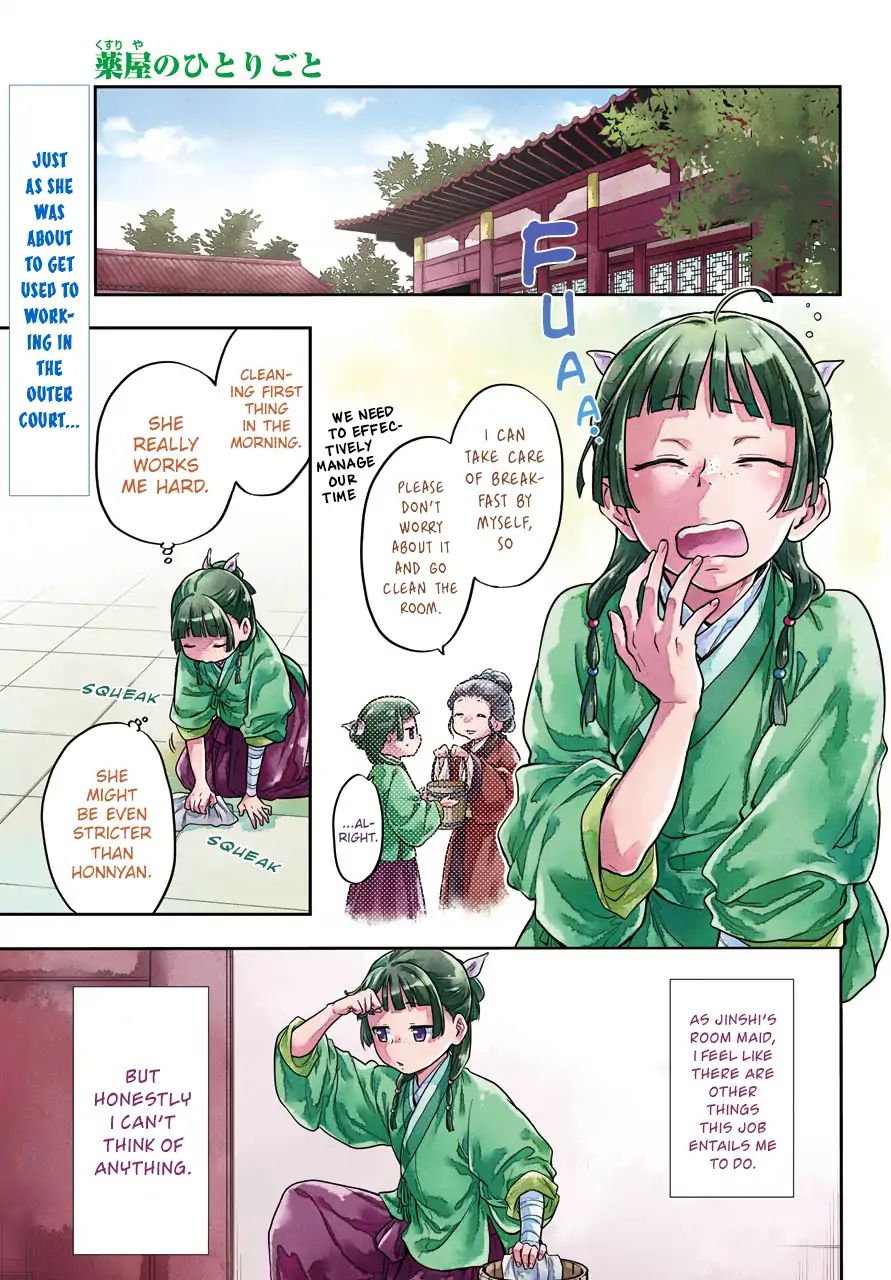 くすり や
薬屋のひとりごと
JUST
AS SHE
WAS
ABOUT
TO GET
USED TO
WORK-
ING IN
THE
OUTER
COURT...
FUAA..
I CAN
TAKE CARE
OF BREAK-
FAST BY
MYSELF,
SO
PLEASE
DON'T
WORRY
ABOUT IT
AND GO
CLEAN THE
ROOM.
WE NEED
TO EFFEC-
TIVELY
MANAGE
OUR
TIME
...AL-
RIGHT.
CLEAN-
ING FIRST
THING
IN THE
MORNING.
SHE
REALLY
WORKS
ME HARD.
SQUEAK
SHE
MIGHT
BE EVEN
STRICTER
THAN
HONNYAN.
SQUEAK
AS JINSHI'S
ROOM MAID,
I FEEL LIKE
THERE ARE
OTHER
THINGS
THIS JOB
ENTAILS ME
TO DO.
BUT
HONESTLY
I CAN'T
THINK OF
ANYTHING.